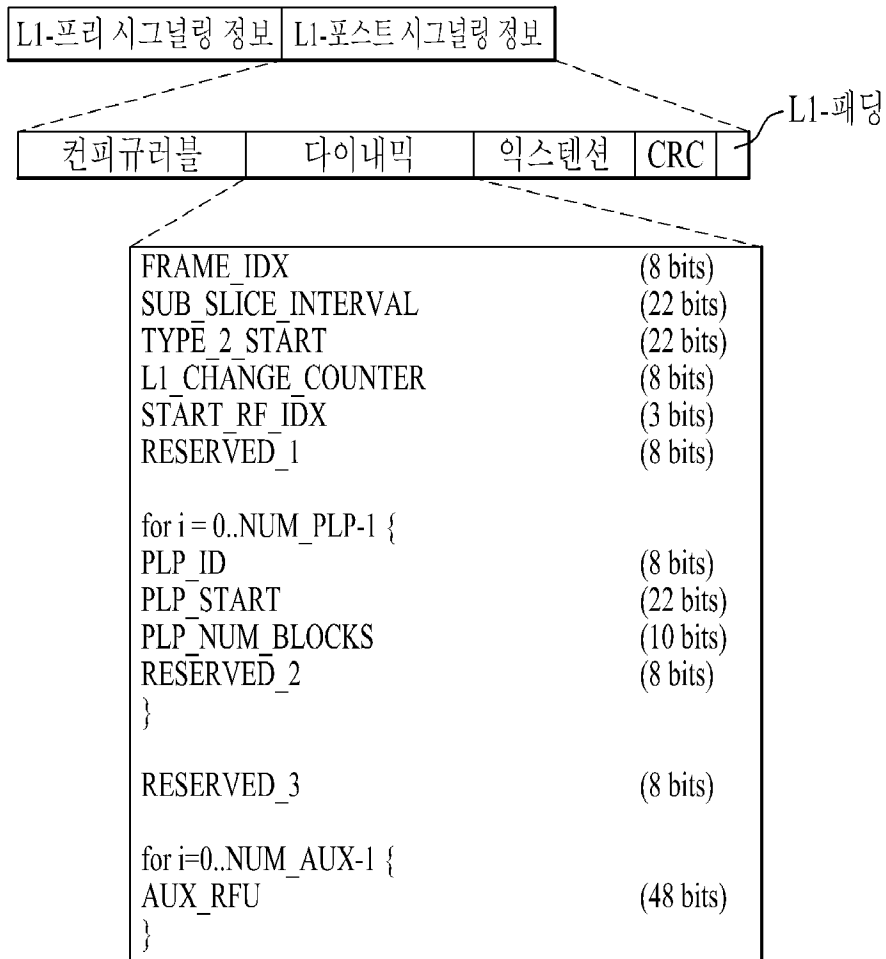 L1-프리 시그널링 정보 L1-포스트 시그널링 정보
L1-패딩
컨피규러블 다이내믹 익스텐션 CRC
FRAME_IDX (8 bits)
SUB_SLICE_INTERVAL (22 bits)
TYPE_2_START (22 bits)
L1_CHANGE_COUNTER (8 bits)
START_RF_IDX (3 bits)
RESERVED_1 (8 bits)
for i = 0..NUM_PLP-1 {
PLP_ID (8 bits)
PLP_START (22 bits)
PLP_NUM_BLOCKS (10 bits)
RESERVED_2 (8 bits)
}
RESERVED_3 (8 bits)
for i=0..NUM_AUX-1 {
AUX_RFU (48 bits)
}